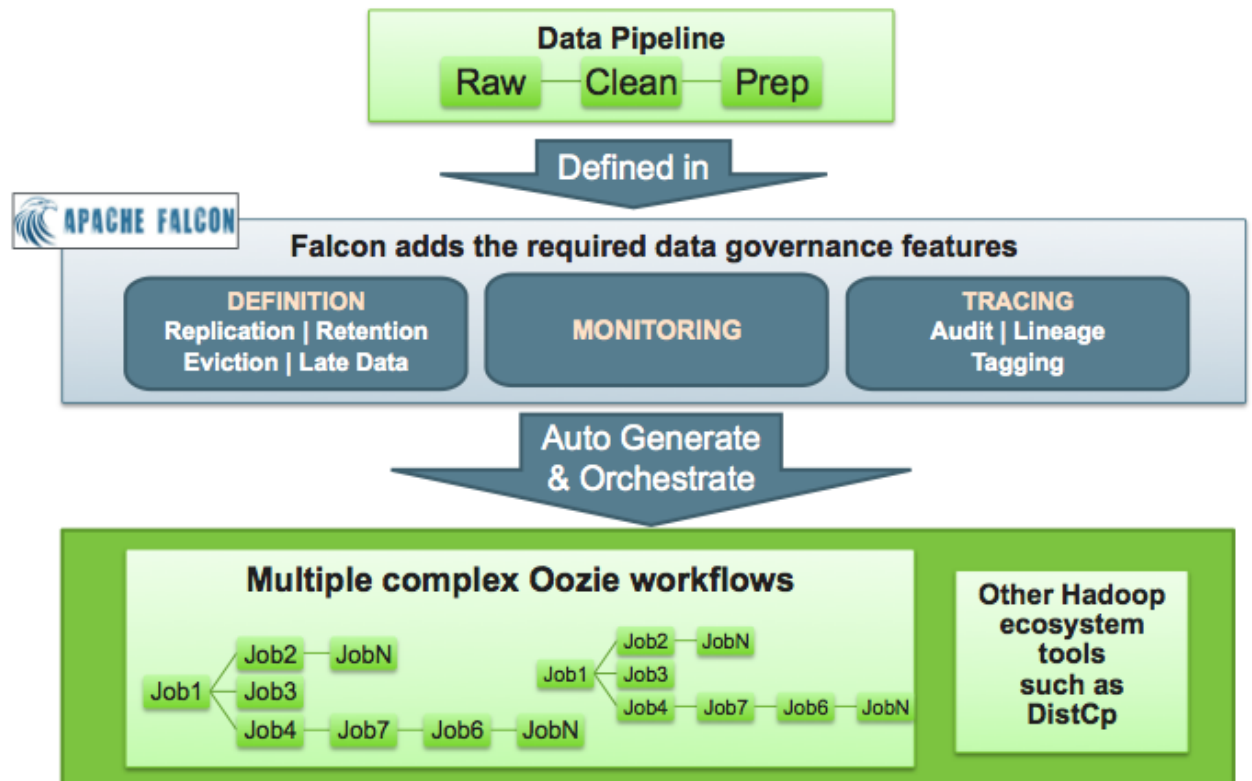 Data Pipeline
Raw Clean Prep
Defined in
APACHE FALCON
Falcon adds the required data governance features
DEFINITION
Replication | Retention
Eviction | Late Data
MONITORING
TRACING
Audit | Lineage
Tagging
Auto Generate
& Orchestrate
Multiple complex Oozie workflows
Job2 JobN
Job1
Job3
Job4 Job7 Job6 JobN
Job2 JobN
Job1
Job3
Job4 Job7 Job6 JobN
Other Hadoop
ecosystem
tools
such as
DistCp